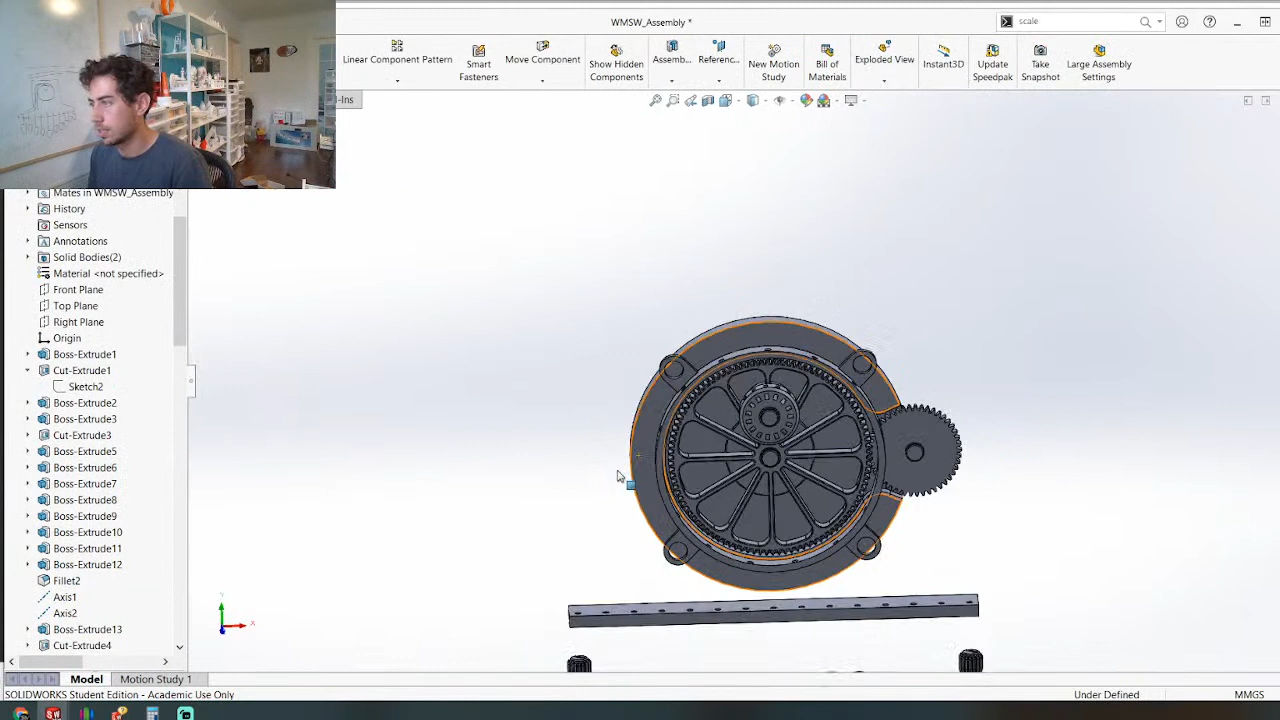 WMSW_Assembly *
scale
Linear Component Pattern
Smart Fasteners
Move Component
Show Hidden Components
Assemb...
Referenc...
New Motion Study
Bill of Materials
Exploded View
Instant3D
Update Speedpak
Take Snapshot
Large Assembly Settings
I-Ins
Mates in WMSW_Assembly
History
Sensors
Annotations
Solid Bodies(2)
Material <not specified>
Front Plane
Top Plane
Right Plane
Origin
Boss-Extrude1
Cut-Extrude1
Sketch2
Boss-Extrude2
Boss-Extrude3
Cut-Extrude3
Boss-Extrude5
Boss-Extrude6
Boss-Extrude7
Boss-Extrude8
Boss-Extrude9
Boss-Extrude10
Boss-Extrude11
Boss-Extrude12
Fillet2
Axis1
Axis2
Boss-Extrude13
Cut-Extrude4
Y
X
Model
Motion Study 1
SOLIDWORKS Student Edition - Academic Use Only
Under Defined
MMGS